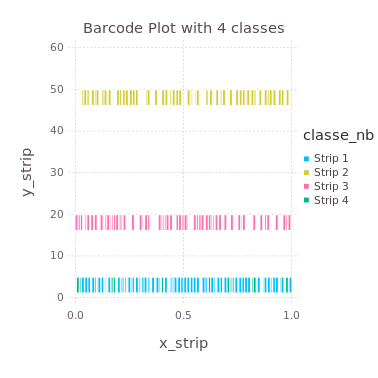 Barcode Plot with 4 classes
60
50
40
30
20
10
0
y_strip
0.0
0.5
1.0
x_strip
classe_nb
Strip 1
Strip 2
Strip 3
Strip 4